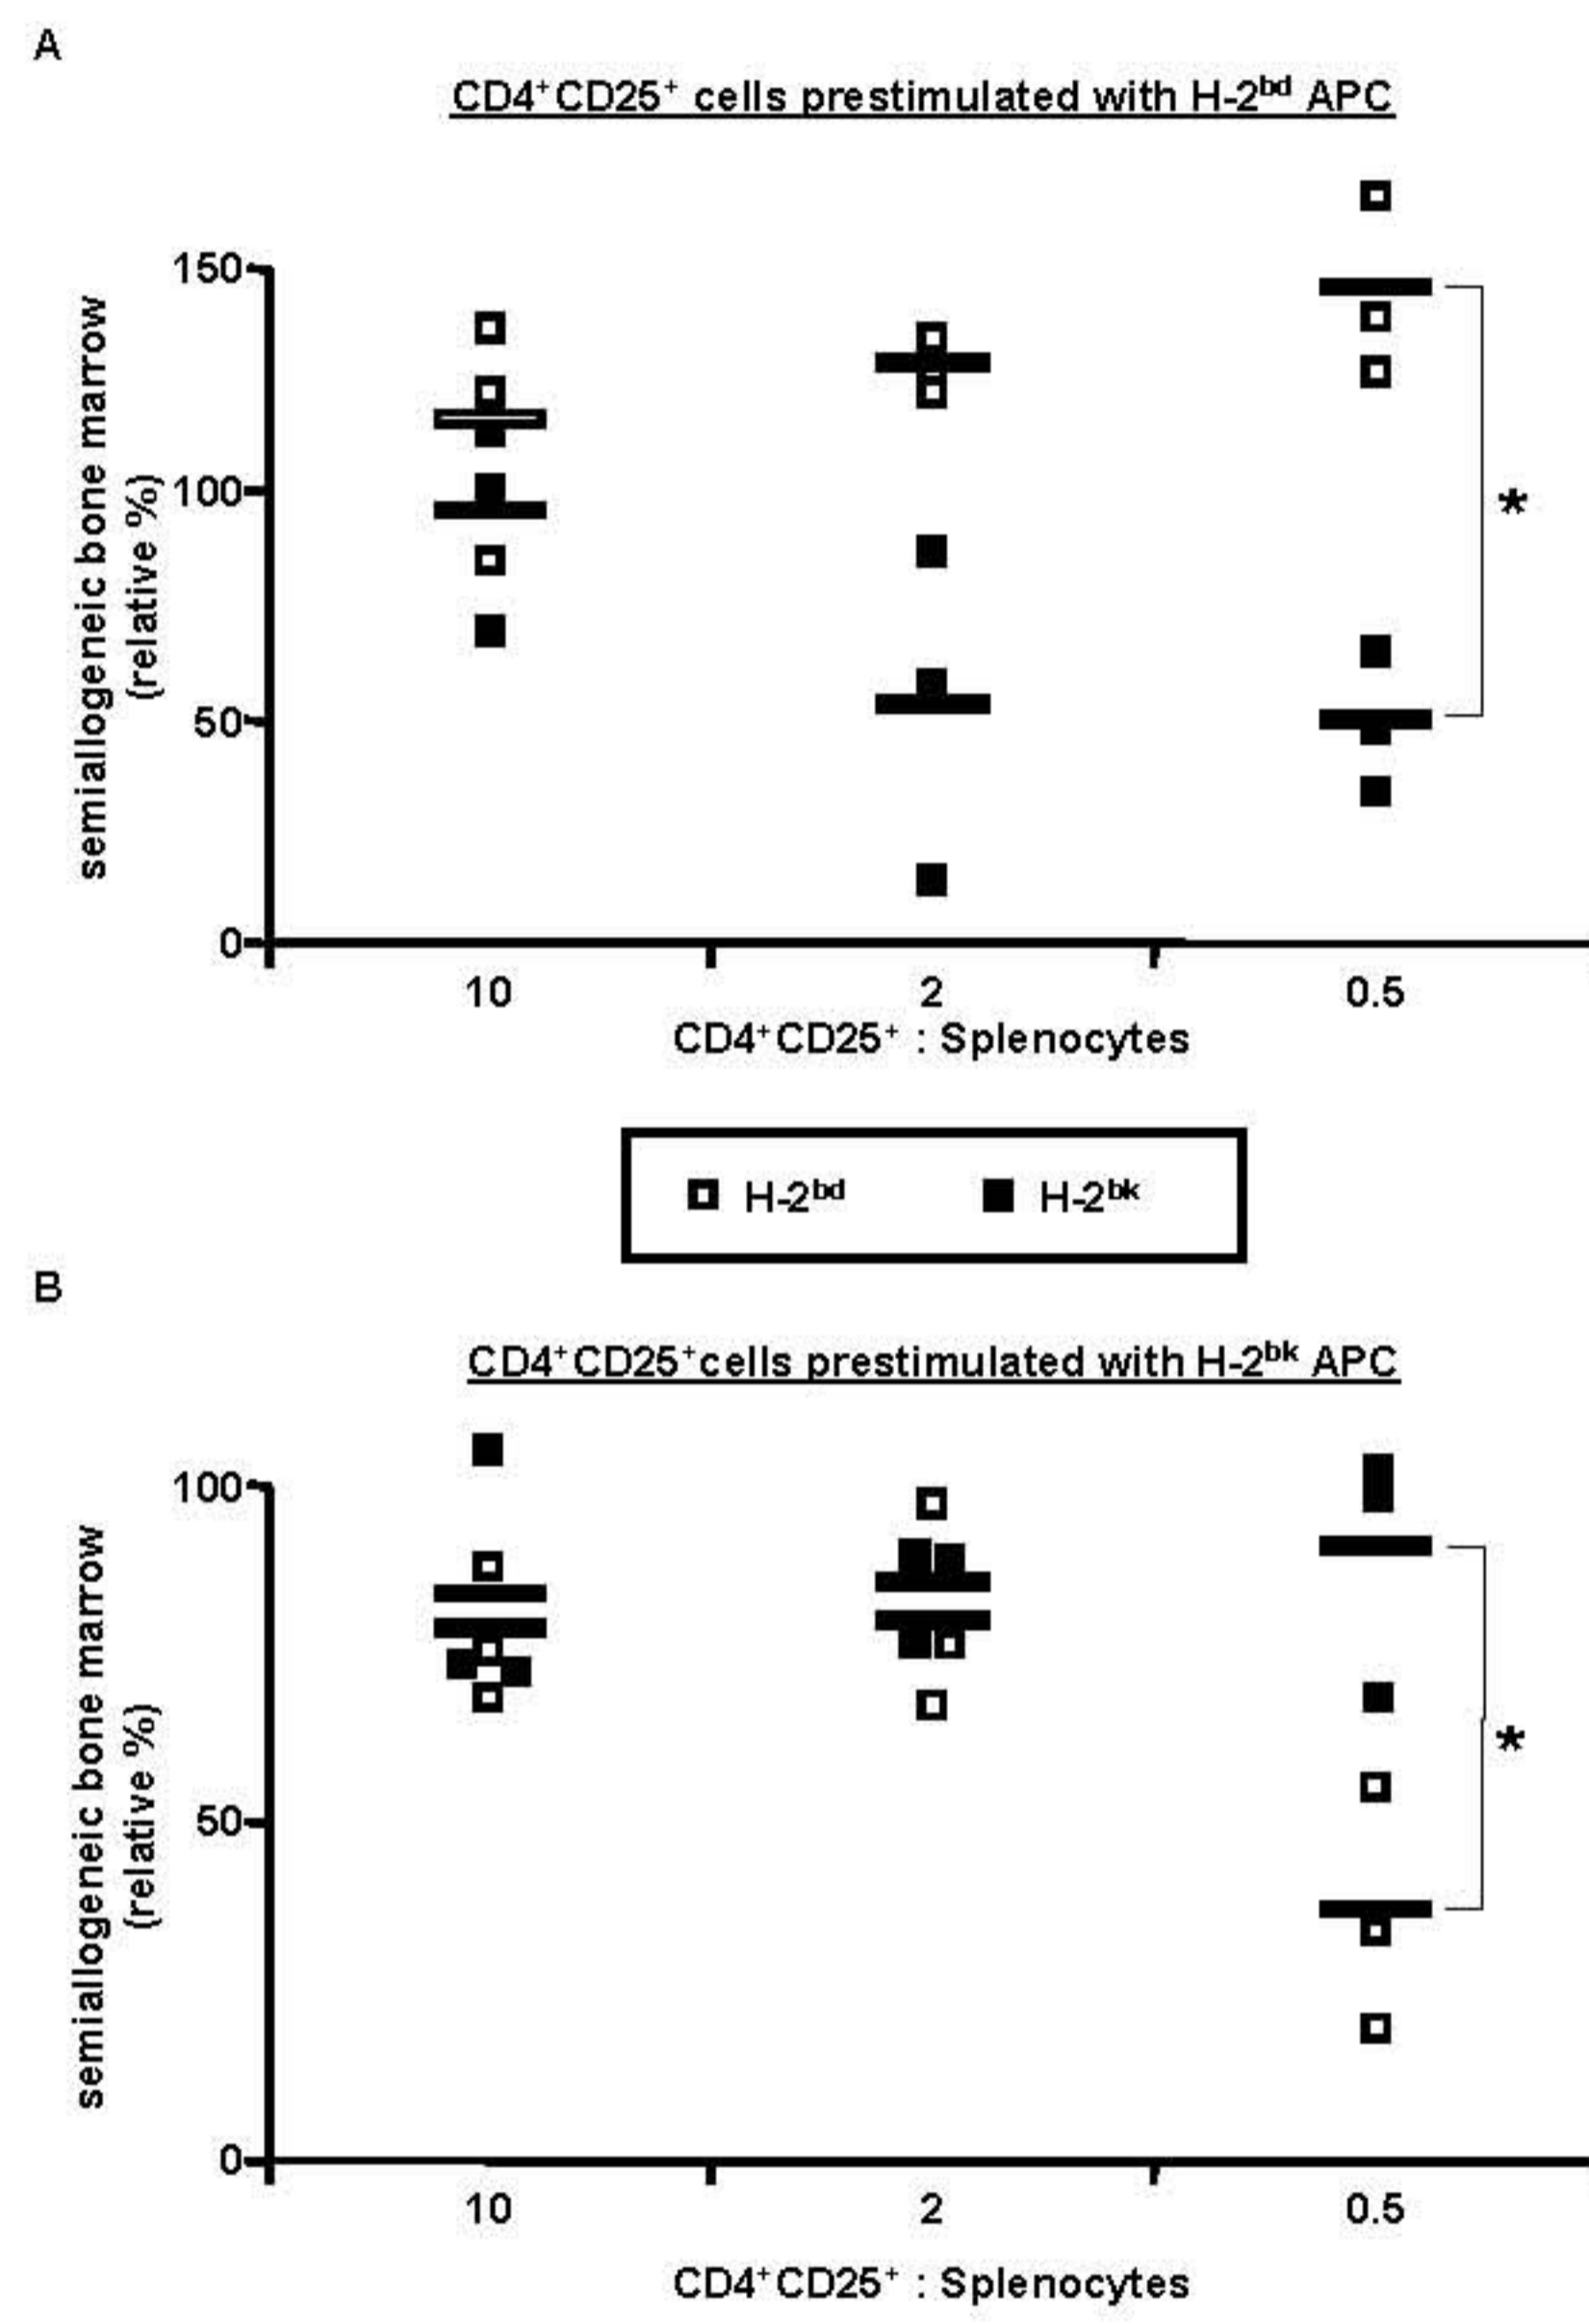 A
CD4⁺CD25⁺ cells prestimulated with H-2ᵇᵈ APC
semiallogeneic bone marrow
(relative %)
150
100
50
0
10 2 0.5
*
CD4⁺CD25⁺ : Splenocytes
H-2ᵇᵈ H-2ᵇᵏ
B
CD4⁺CD25⁺cells prestimulated with H-2ᵇᵏ APC
semiallogeneic bone marrow
(relative %)
100
50
0
10 2 0.5
*
CD4⁺CD25⁺ : Splenocytes